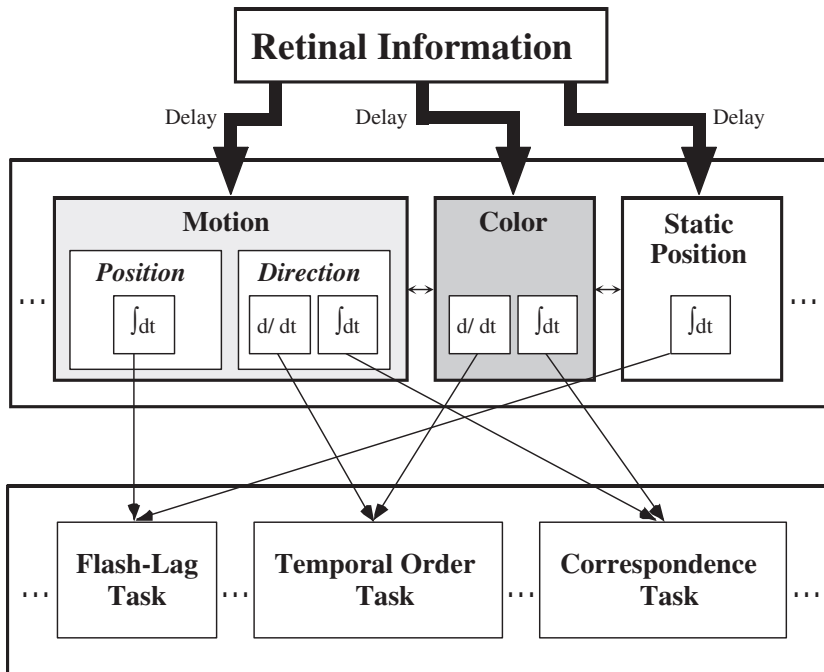 Retinal Information
Delay Delay Delay
Motion Color Static
Position
Position Direction
... ...
∫dt d/ dt ∫dt d/ dt ∫dt ∫dt
Flash-Lag Temporal Order Correspondence
Task Task Task
... ... ... ...